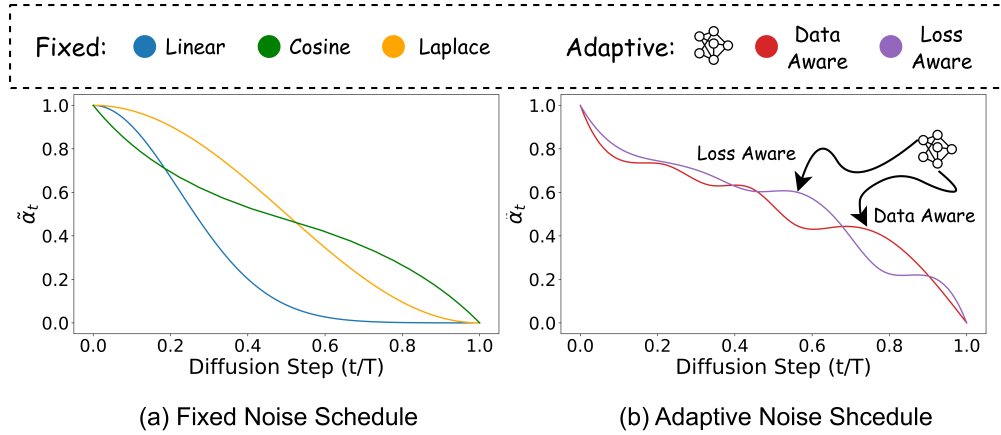 Fixed: Linear Cosine Laplace Adaptive: Data Aware Loss Aware
1.0
0.8
0.6
0.4
0.2
0.0
α̃t
0.0 0.2 0.4 0.6 0.8 1.0
Diffusion Step (t/T)
(a) Fixed Noise Schedule
1.0
0.8
0.6
0.4
0.2
0.0
α̃t
Loss Aware
Data Aware
0.0 0.2 0.4 0.6 0.8 1.0
Diffusion Step (t/T)
(b) Adaptive Noise Shcedule